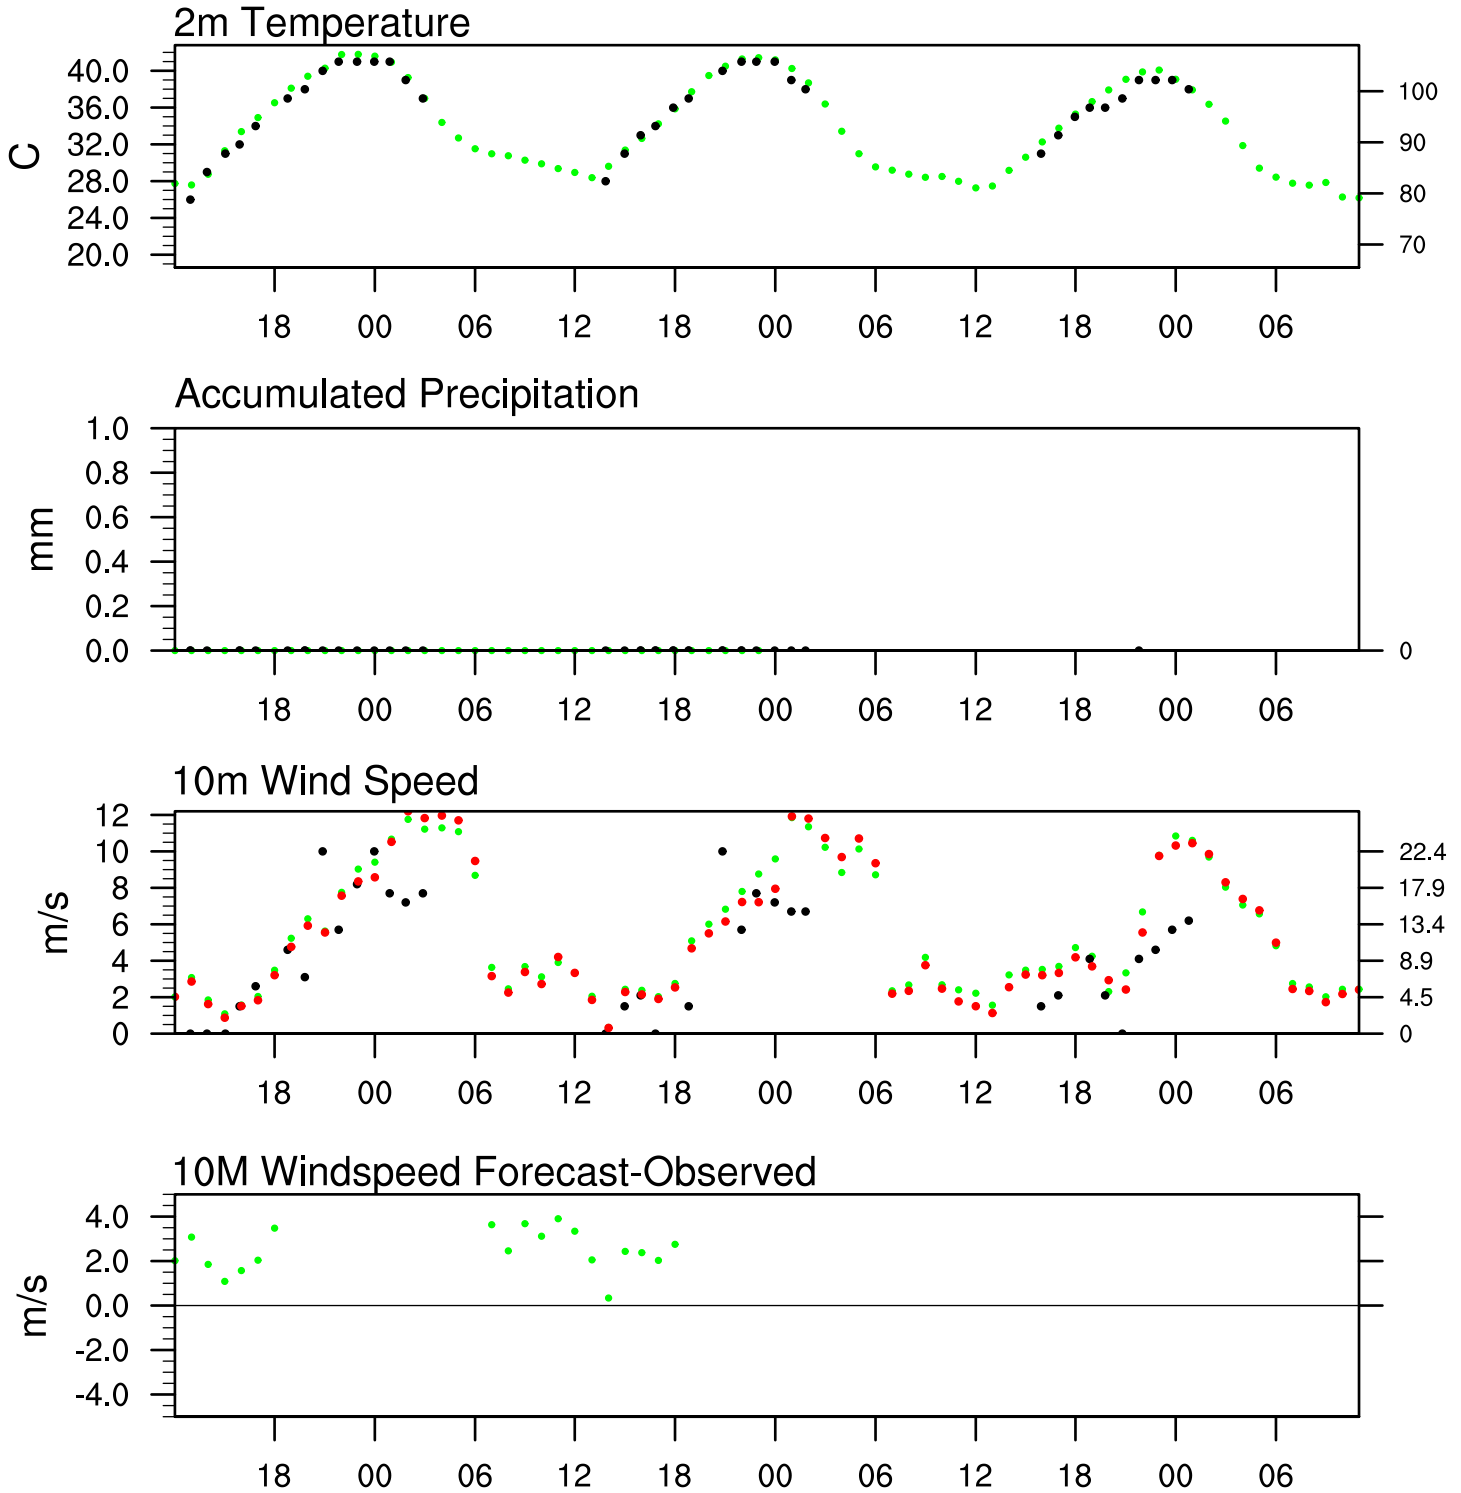 2m Temperature
40.0
36.0
32.0
28.0
24.0
20.0
C
100
90
80
70
18 00 06 12 18 00 06 12 18 00 06
Accumulated Precipitation
1.0
0.8
0.6
0.4
0.2
0.0
mm
0
18 00 06 12 18 00 06 12 18 00 06
10m Wind Speed
12
10
8
6
4
2
0
m/s
22.4
17.9
13.4
8.9
4.5
0
18 00 06 12 18 00 06 12 18 00 06
10M Windspeed Forecast-Observed
4.0
2.0
0.0
-2.0
-4.0
m/s
18 00 06 12 18 00 06 12 18 00 06